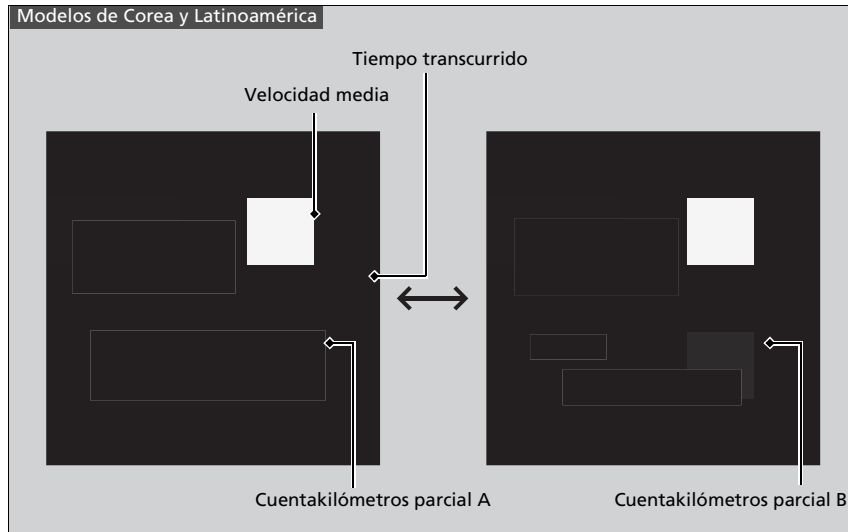 Modelos de Corea y Latinoamérica
Tiempo transcurrido
Velocidad media
Cuentakilómetros parcial A
Cuentakilómetros parcial B